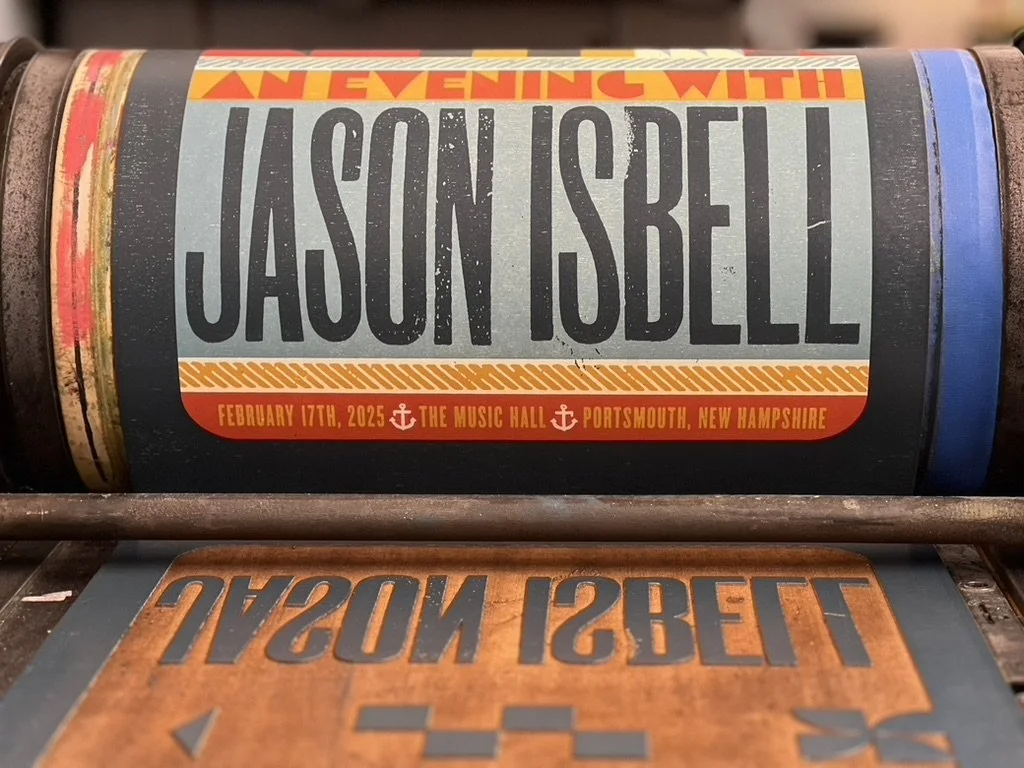 AN EVENING WITH
JASON ISBELL
FEBRUARY 17TH, 2025 THE MUSIC HALL PORTSMOUTH, NEW HAMPSHIRE
JASON ISBELL